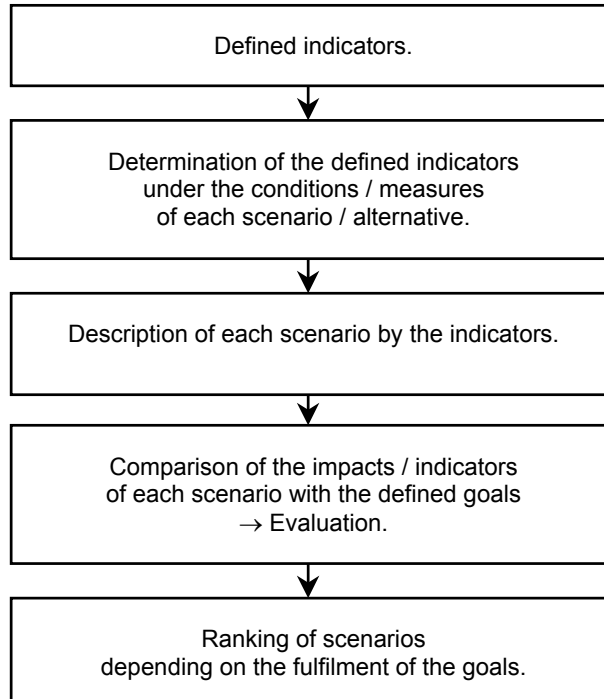 Defined indicators.
Determination of the defined indicators
under the conditions / measures
of each scenario / alternative.
Description of each scenario by the indicators.
Comparison of the impacts / indicators
of each scenario with the defined goals
→ Evaluation.
Ranking of scenarios
depending on the fulfilment of the goals.